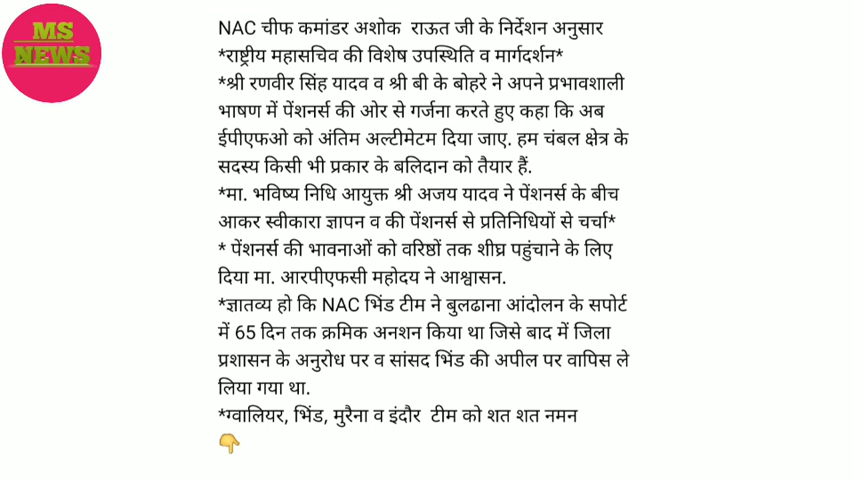 MS
NEWS
NAC चीफ कमांडर अशोक राऊत जी के निर्देशन अनुसार
*राष्ट्रीय महासचिव की विशेष उपस्थिति व मार्गदर्शन*
*श्री रणवीर सिंह यादव व श्री बी के बोहरे ने अपने प्रभावशाली
भाषण में पेंशनर्स की ओर से गर्जना करते हुए कहा कि अब
ईपीएफओ को अंतिम अल्टीमेटम दिया जाए. हम चंबल क्षेत्र के
सदस्य किसी भी प्रकार के बलिदान को तैयार हैं.
*मा. भविष्य निधि आयुक्त श्री अजय यादव ने पेंशनर्स के बीच
आकर स्वीकारा ज्ञापन व की पेंशनर्स से प्रतिनिधियों से चर्चा*
* पेंशनर्स की भावनाओं को वरिष्ठों तक शीघ्र पहुंचाने के लिए
दिया मा. आरपीएफसी महोदय ने आश्वासन.
*ज्ञातव्य हो कि NAC भिंड टीम ने बुलढाना आंदोलन के सपोर्ट
में 65 दिन तक क्रमिक अनशन किया था जिसे बाद में जिला
प्रशासन के अनुरोध पर व सांसद भिंड की अपील पर वापिस ले
लिया गया था.
*ग्वालियर, भिंड, मुरैना व इंदौर टीम को शत शत नमन
👇